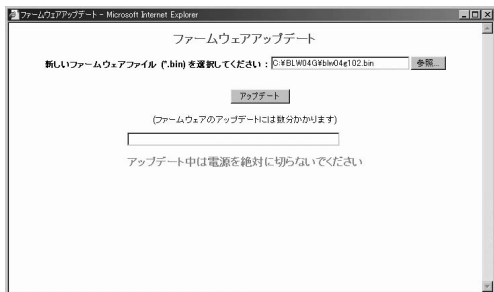 ファームウェアアップデート - Microsoft Internet Explorer
ファームウェアアップデート
新しいファームウェアファイル (*.bin) を選択してください : C:¥BLW04G¥blw04g102.bin 参照...
アップデート
(ファームウェアのアップデートには数分かかります)
アップデート中は電源を絶対に切らないでください